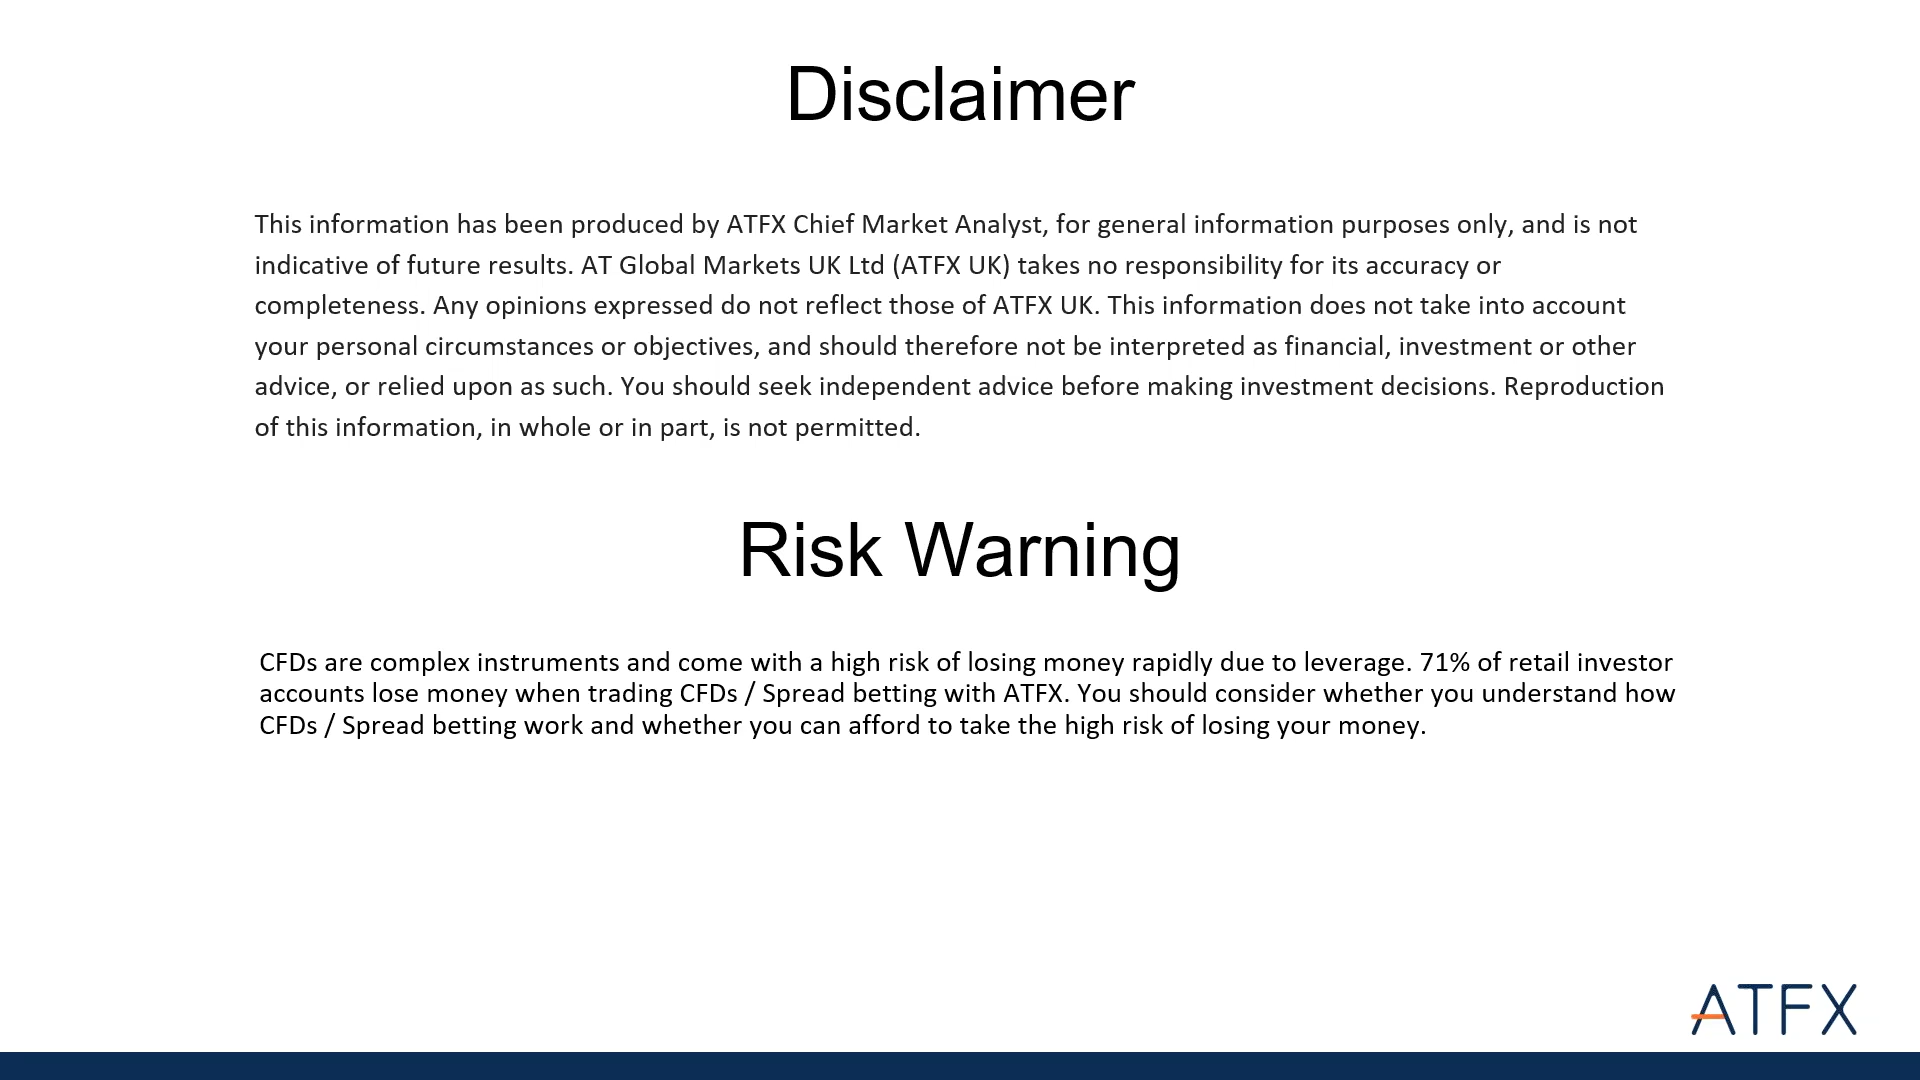 Disclaimer
This information has been produced by ATFX Chief Market Analyst, for general information purposes only, and is not
indicative of future results. AT Global Markets UK Ltd (ATFX UK) takes no responsibility for its accuracy or
completeness. Any opinions expressed do not reflect those of ATFX UK. This information does not take into account
your personal circumstances or objectives, and should therefore not be interpreted as financial, investment or other
advice, or relied upon as such. You should seek independent advice before making investment decisions. Reproduction
of this information, in whole or in part, is not permitted.
Risk Warning
CFDs are complex instruments and come with a high risk of losing money rapidly due to leverage. 71% of retail investor
accounts lose money when trading CFDs / Spread betting with ATFX. You should consider whether you understand how
CFDs / Spread betting work and whether you can afford to take the high risk of losing your money.
ATFX